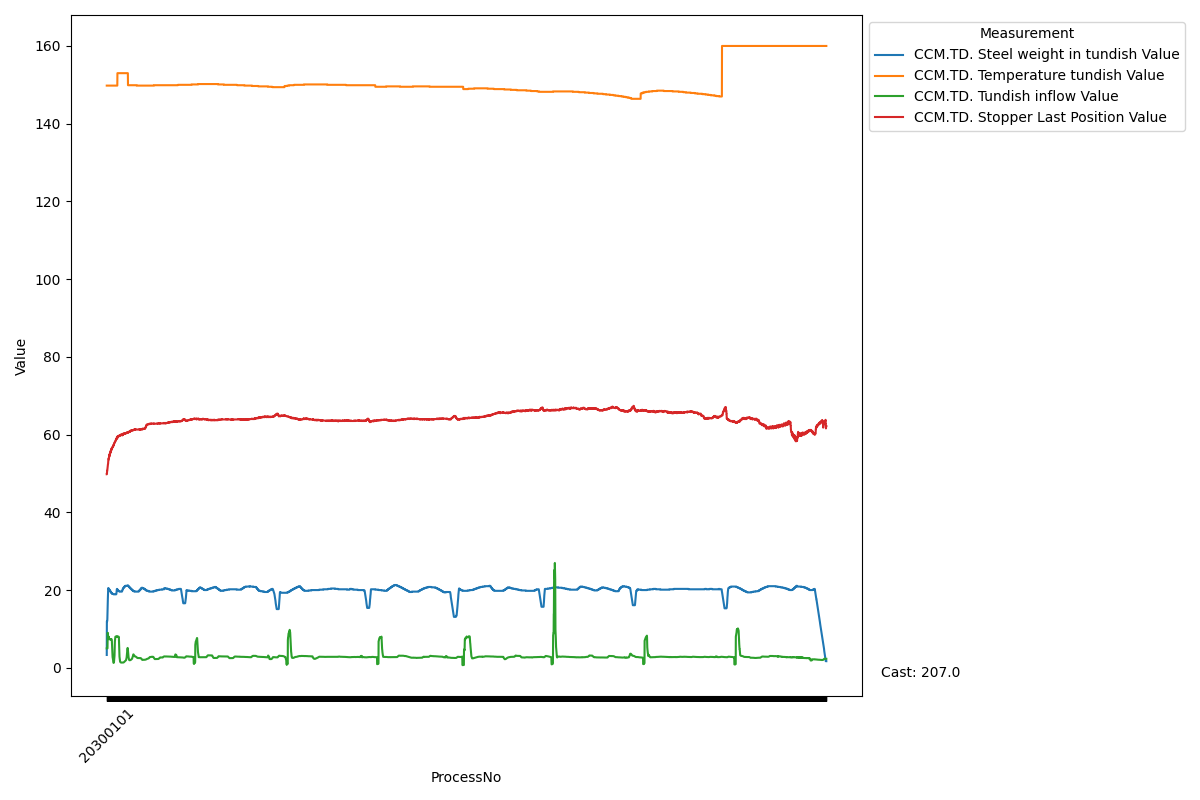 Measurement
CCM.TD. Steel weight in tundish Value
CCM.TD. Temperature tundish Value
CCM.TD. Tundish inflow Value
CCM.TD. Stopper Last Position Value
160
140
120
100
80
60
40
20
0
Value
Cast: 207.0
20300101
ProcessNo